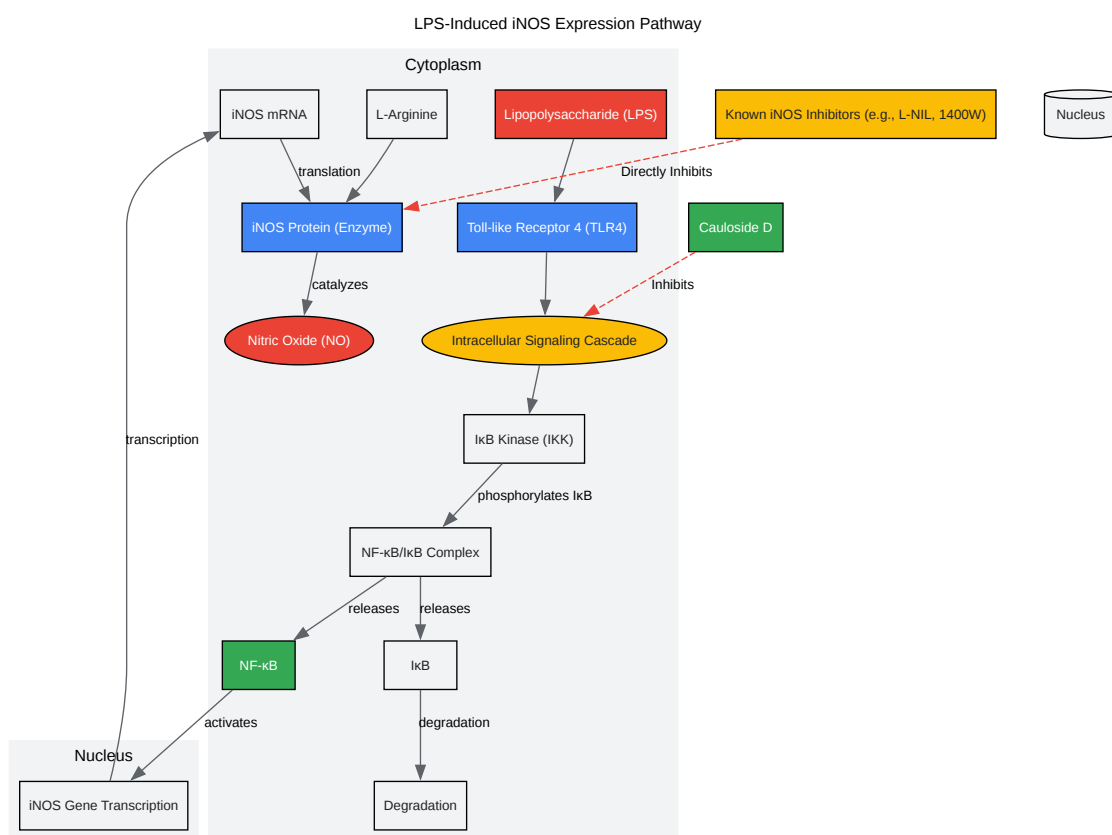 LPS-Induced iNOS Expression Pathway
Cytoplasm
iNOS mRNA
L-Arginine
Lipopolysaccharide (LPS)
Known iNOS Inhibitors (e.g., L-NIL, 1400W)
Nucleus
translation
Directly Inhibits
iNOS Protein (Enzyme)
Toll-like Receptor 4 (TLR4)
Cauloside D
catalyzes
Inhibits
Nitric Oxide (NO)
Intracellular Signaling Cascade
transcription
IκB Kinase (IKK)
phosphorylates IκB
NF-κB/IκB Complex
releases
releases
NF-κB
IκB
activates
degradation
Nucleus
iNOS Gene Transcription
Degradation